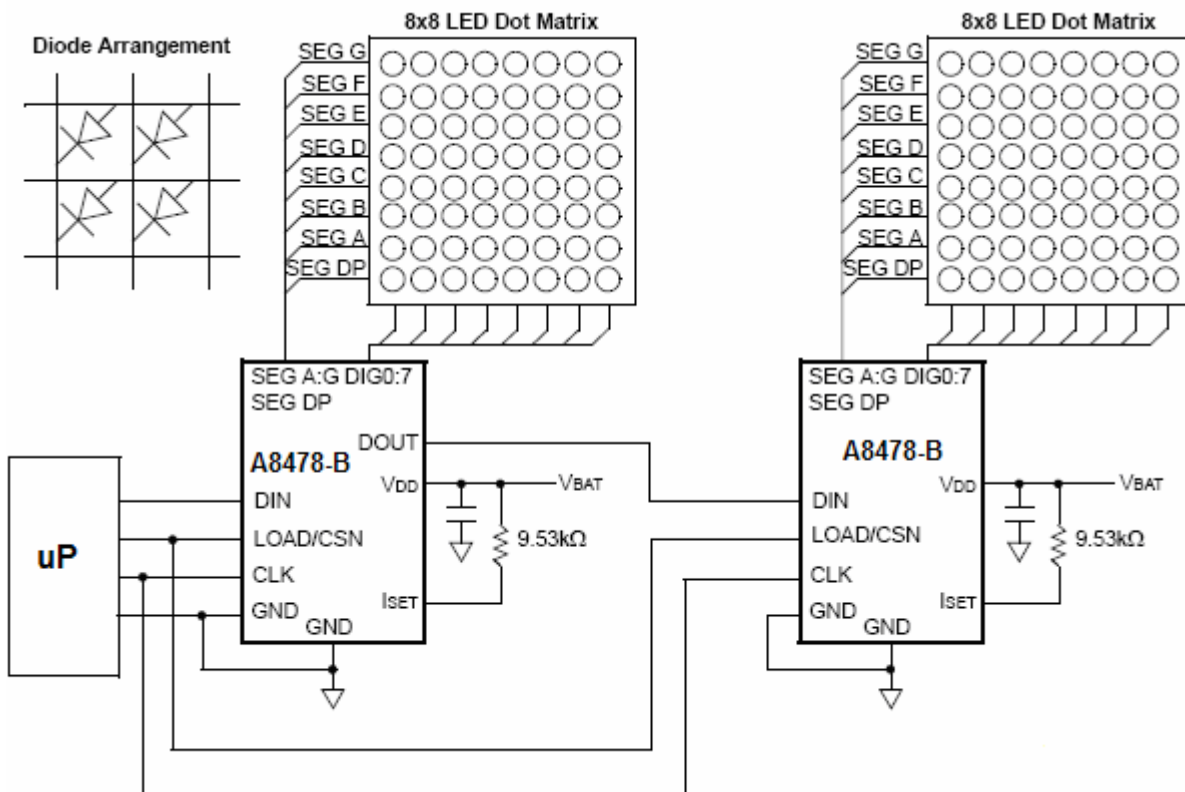 Diode Arrangement
8x8 LED Dot Matrix
SEG G
SEG F
SEG E
SEG D
SEG C
SEG B
SEG A
SEG DP
8x8 LED Dot Matrix
SEG G
SEG F
SEG E
SEG D
SEG C
SEG B
SEG A
SEG DP
uP
SEG A:G DIG0:7
SEG DP
DOUT
A8478-B
VDD
VBAT
DIN
LOAD/CSN
9.53kΩ
CLK
GND
ISET
GND
SEG A:G DIG0:7
SEG DP
A8478-B
VDD
VBAT
DIN
LOAD/CSN
9.53kΩ
CLK
GND
ISET
GND